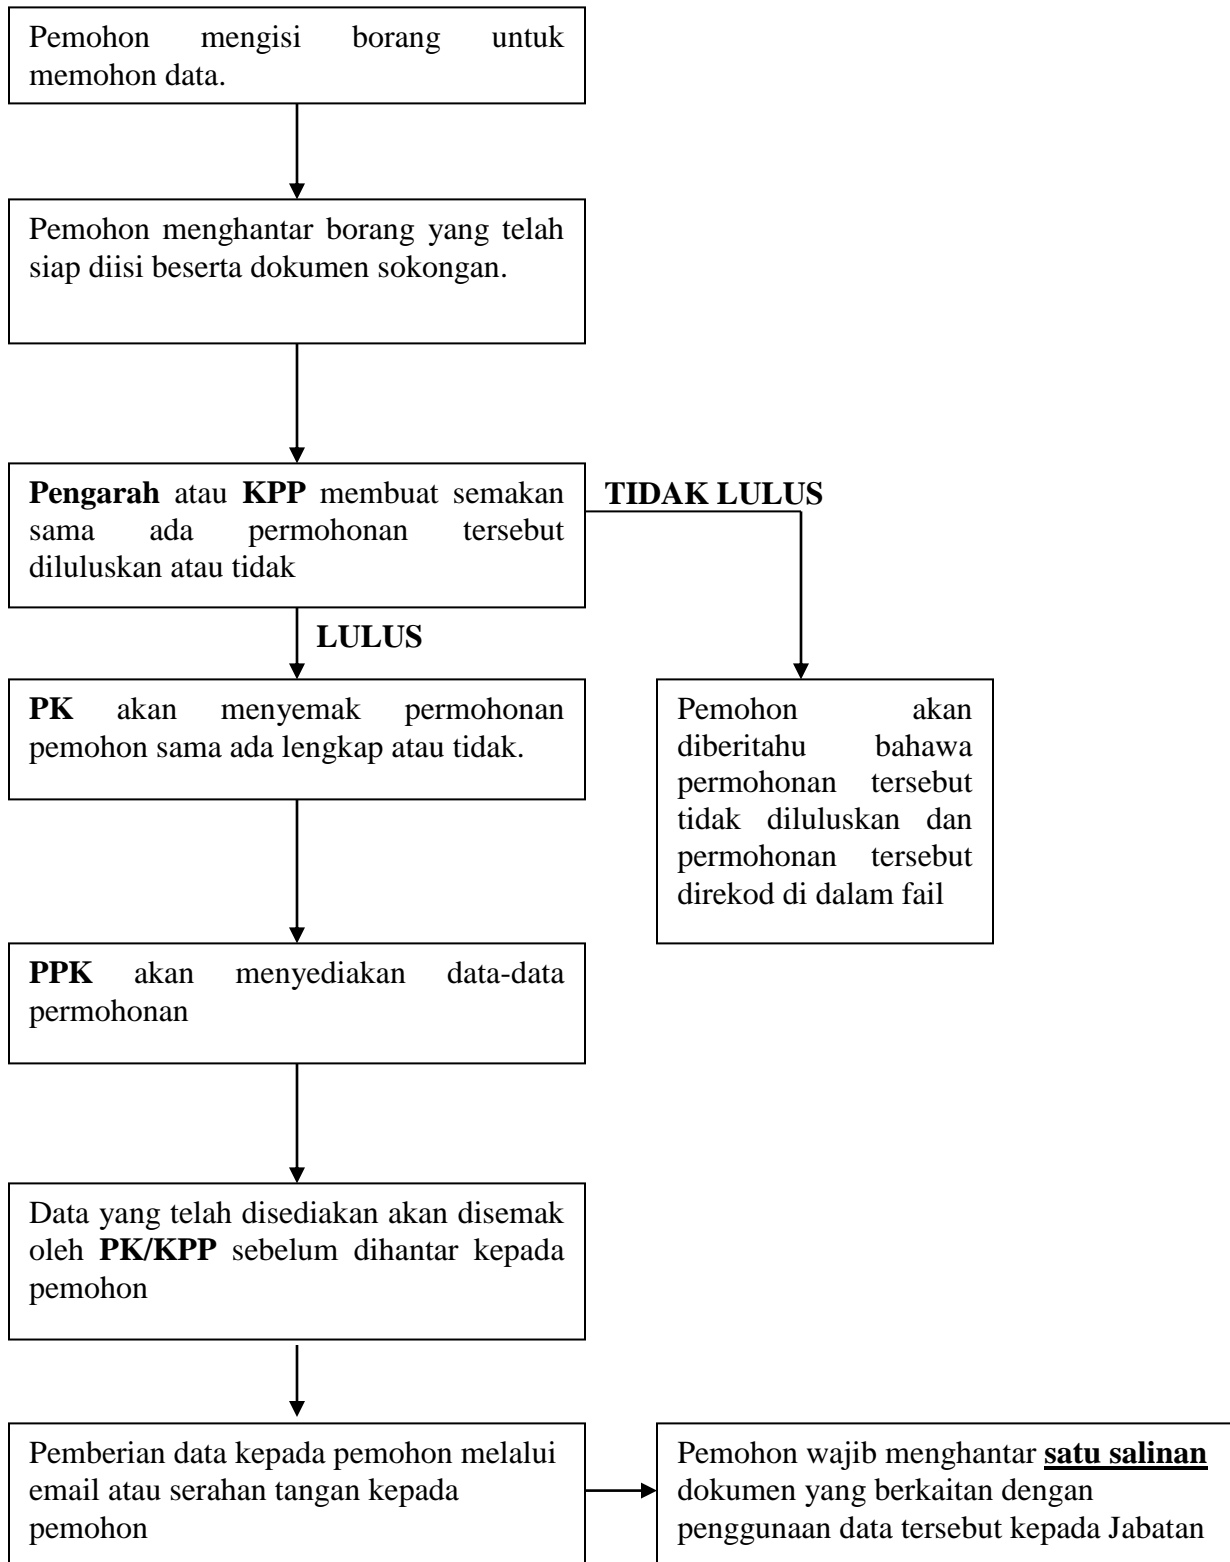 Pemohon mengisi borang untuk
memohon data.
Pemohon menghantar borang yang telah
siap diisi beserta dokumen sokongan.
Pengarah atau KPP membuat semakan
sama ada permohonan tersebut
diluluskan atau tidak
TIDAK LULUS
LULUS
PK akan menyemak permohonan
pemohon sama ada lengkap atau tidak.
Pemohon akan
diberitahu bahawa
permohonan tersebut
tidak diluluskan dan
permohonan tersebut
direkod di dalam fail
PPK akan menyediakan data-data
permohonan
Data yang telah disediakan akan disemak
oleh PK/KPP sebelum dihantar kepada
pemohon
Pemberian data kepada pemohon melalui
email atau serahan tangan kepada
pemohon
Pemohon wajib menghantar satu salinan
dokumen yang berkaitan dengan
penggunaan data tersebut kepada Jabatan